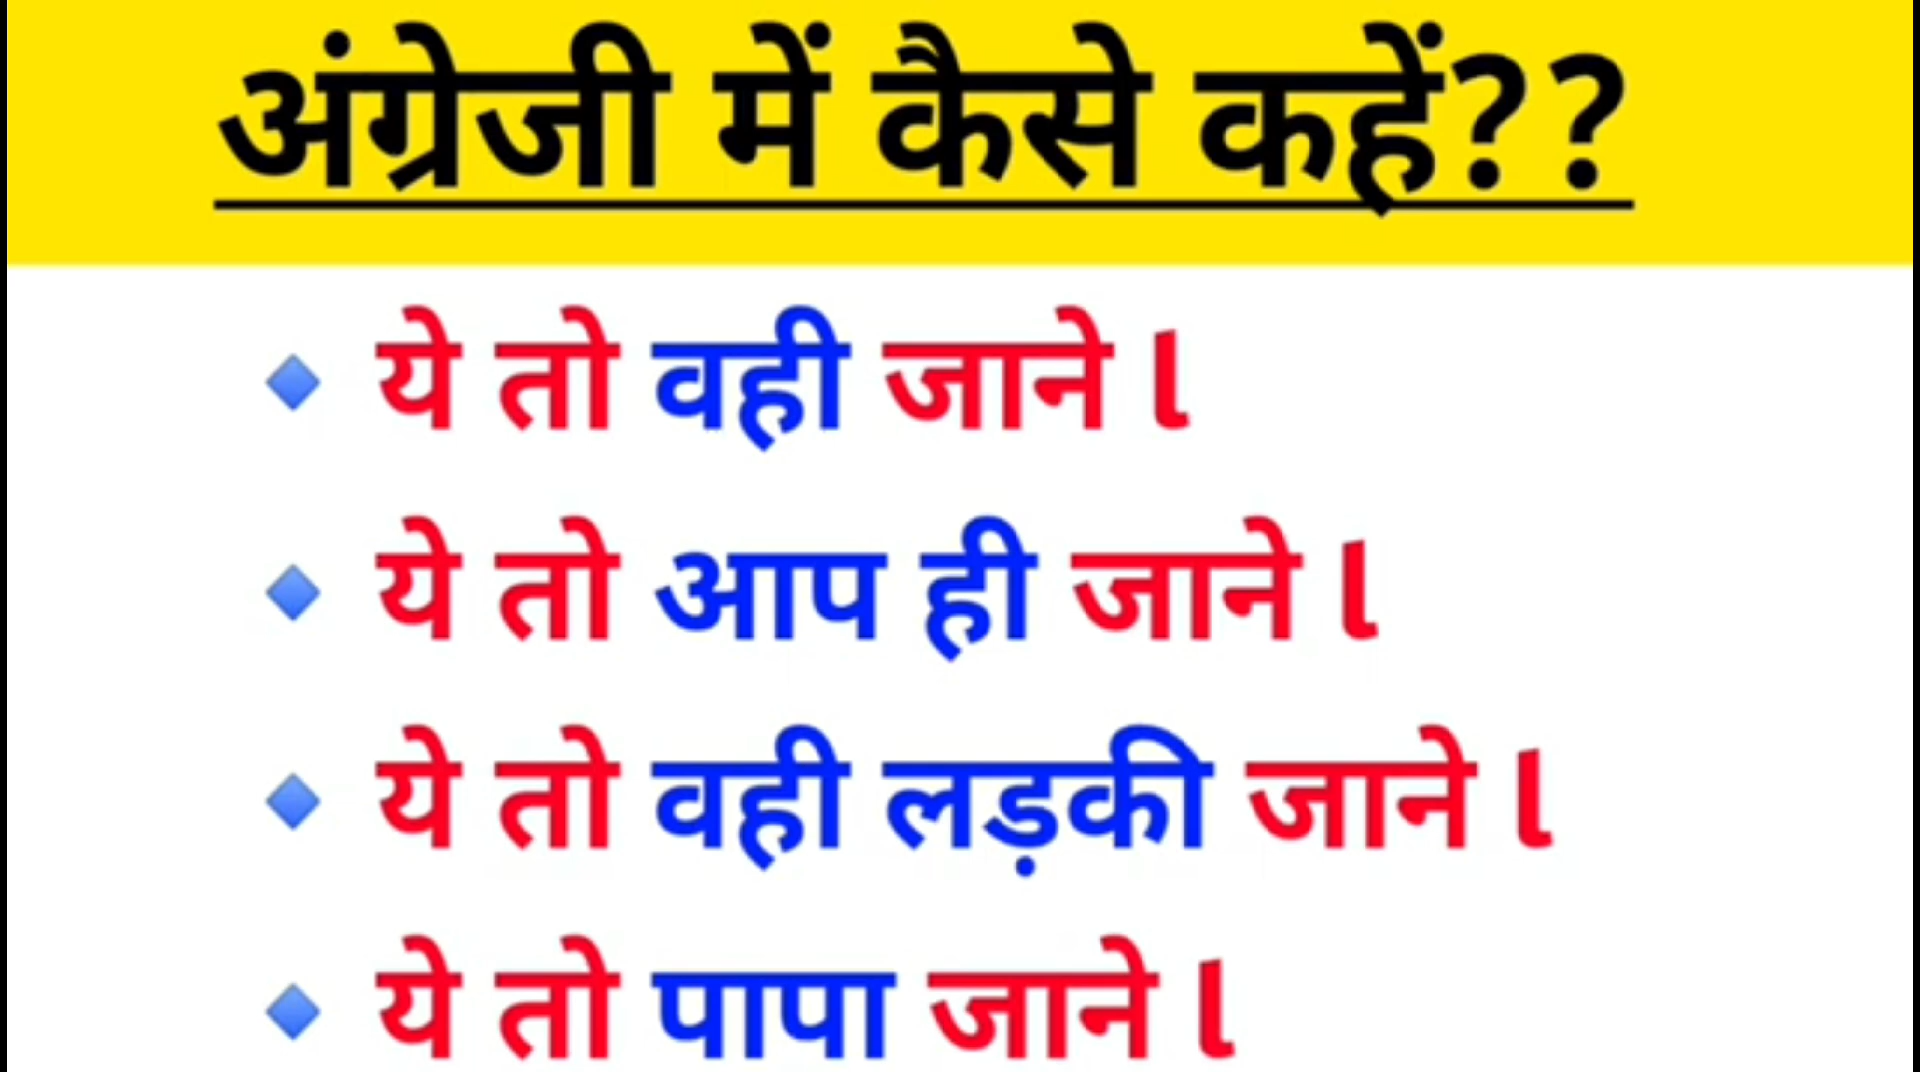 अंग्रेजी में कैसे कहें??
ये तो वही जाने l
ये तो आप ही जाने l
ये तो वही लड़की जाने l
ये तो पापा जाने l